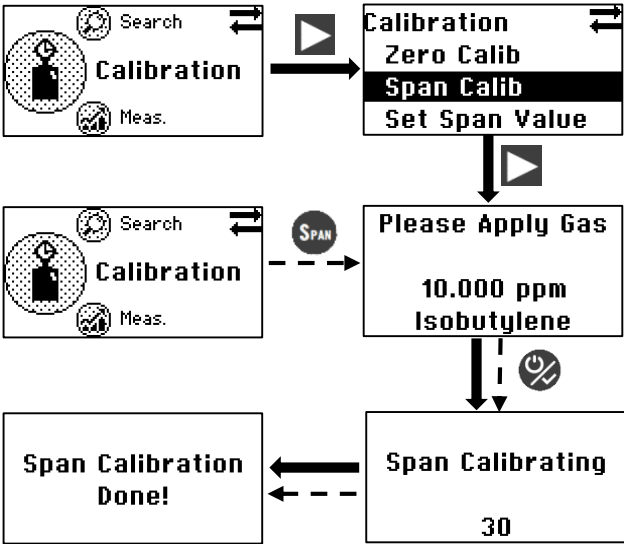 Search
Calibration
Meas.
Calibration
Zero Calib
Span Calib
Set Span Value
Search
Calibration
Meas.
SPAN
Please Apply Gas
10.000 ppm
Isobutylene
Span Calibrating
30
Span Calibration
Done!